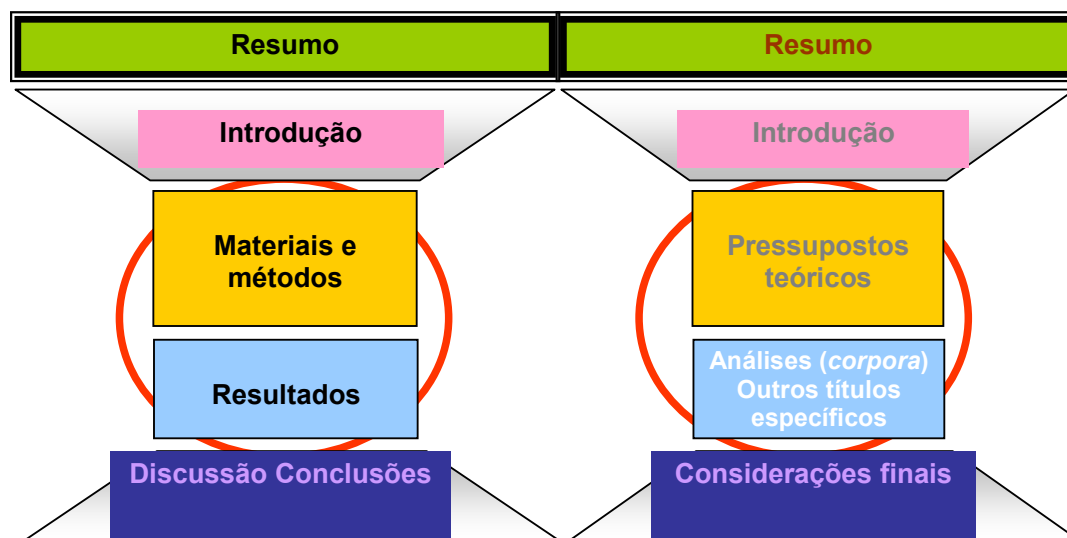 Resumo
Introdução
Materiais e
métodos
Resultados
Discussão Conclusões
Resumo
Introdução
Pressupostos
teóricos
Análises (corpora)
Outros títulos
específicos
Considerações finais